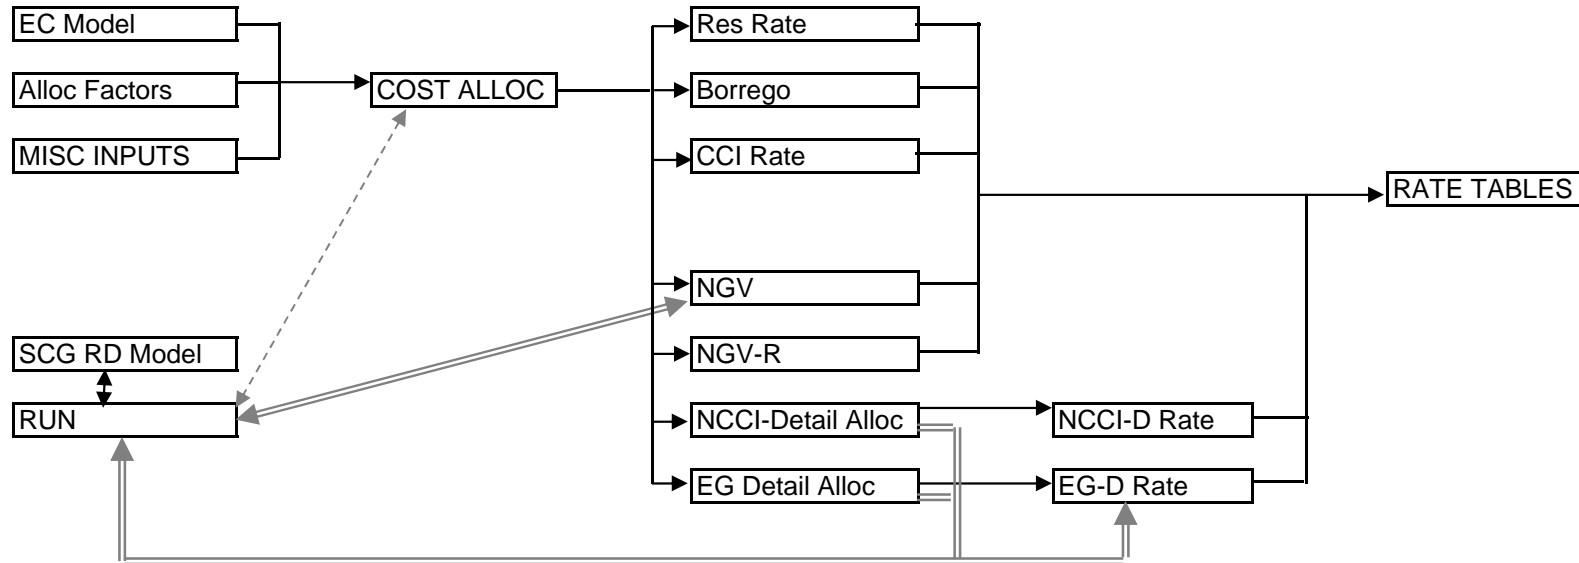 EC Model
Alloc Factors
MISC INPUTS
SCG RD Model
RUN
COST ALLOC
Res Rate
Borrego
CCI Rate
NGV
NGV-R
NCCI-Detail Alloc
EG Detail Alloc
NCCI-D Rate
EG-D Rate
RATE TABLES